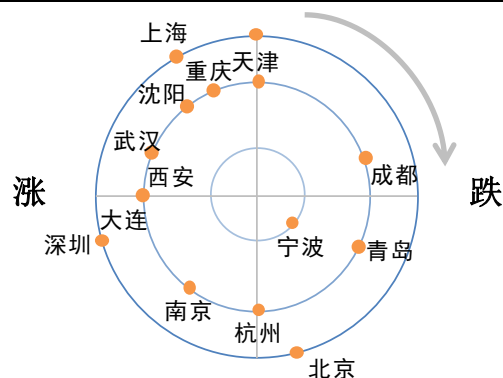 上海
重庆
天津
沈阳
武汉
成都
西安
涨
跌
大连
深圳
宁波
青岛
南京
杭州
北京